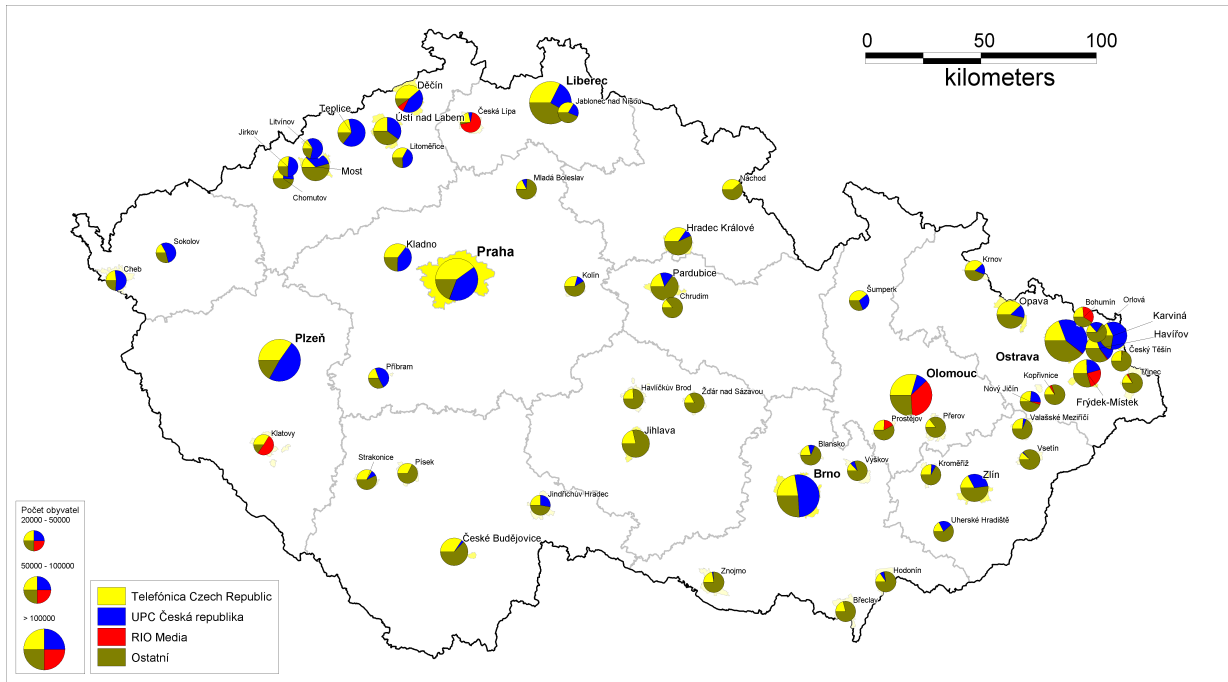 0 50 100
kilometers
Děčín
Liberec
Jablonec nad Nisou
Teplice
Česká Lípa
Litvínov
Ústí nad Labem
Jirkov
Litoměřice
Most
Chomutov
Mladá Boleslav
Náchod
Sokolov
Kladno
Praha
Hradec Králové
Cheb
Kolín
Pardubice
Chrudim
Šumperk
Krnov
Opava
Bohumín
Orlová
Karviná
Havířov
Český Těšín
Ostrava
Třinec
Plzeň
Příbram
Olomouc
Kopřivnice
Nový Jičín
Frýdek-Místek
Havlíčkův Brod
Žďár nad Sázavou
Prostějov
Přerov
Valašské Meziříčí
Klatovy
Jihlava
Blansko
Vyškov
Vsetín
Strakonice
Písek
Brno
Kroměříž
Zlín
Jindřichův Hradec
Uherské Hradiště
České Budějovice
Znojmo
Hodonín
Břeclav
Počet obyvatel
20000 - 50000
50000 - 100000
> 100000
Telefónica Czech Republic
UPC Česká republika
RIO Media
Ostatní